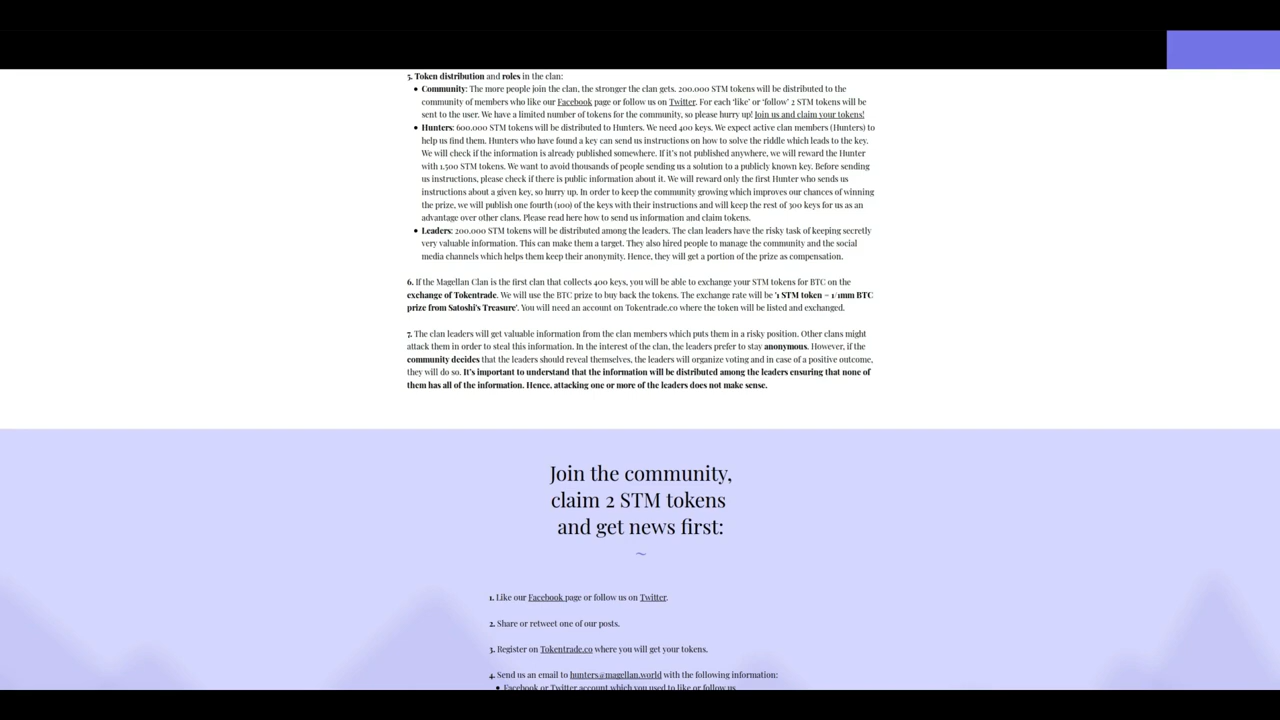 5. Token distribution and roles in the clan:
• Community: The more people join the clan, the stronger the clan gets. 200.000 STM tokens will be distributed to the
community of members who like our Facebook page or follow us on Twitter. For each 'like' or 'follow' 2 STM tokens will be
sent to the user. We have a limited number of tokens for the community, so please hurry up! Join us and claim your tokens!
• Hunters: 600.000 STM tokens will be distributed to Hunters. We need 400 keys. We expect active clan members (Hunters) to
help us find them. Hunters who have found a key can send us instructions on how to solve the riddle which leads to the key.
We will check if the information is already published somewhere. If it's not published anywhere, we will reward the Hunter
with 1.500 STM tokens. We want to avoid thousands of people sending us a solution to a publicly known key. Before sending
us instructions, please check if there is public information about it. We will reward only the first Hunter who sends us
instructions about a given key, so hurry up. In order to keep the community growing which improves our chances of winning
the prize, we will publish one fourth (100) of the keys with their instructions and will keep the rest of 300 keys for us as an
advantage over other clans. Please read here how to send us information and claim tokens.
• Leaders: 200.000 STM tokens will be distributed among the leaders. The clan leaders have the risky task of keeping secretly
very valuable information. This can make them a target. They also hired people to manage the community and the social
media channels which helps them keep their anonymity. Hence, they will get a portion of the prize as compensation.
6. If the Magellan Clan is the first clan that collects 400 keys, you will be able to exchange your STM tokens for BTC on the
exchange of Tokentrade. We will use the BTC prize to buy back the tokens. The exchange rate will be '1 STM token = 1/1mm BTC
prize from Satoshi's Treasure'. You will need an account on Tokentrade.co where the token will be listed and exchanged.
7. The clan leaders will get valuable information from the clan members which puts them in a risky position. Other clans might
attack them in order to steal this information. In the interest of the clan, the leaders prefer to stay anonymous. However, if the
community decides that the leaders should reveal themselves, the leaders will organize voting and in case of a positive outcome,
they will do so. It's important to understand that the information will be distributed among the leaders ensuring that none of
them has all of the information. Hence, attacking one or more of the leaders does not make sense.
Join the community,
claim 2 STM tokens
and get news first:
~
1. Like our Facebook page or follow us on Twitter.
2. Share or retweet one of our posts.
3. Register on Tokentrade.co where you will get your tokens.
4. Send us an email to hunters@magellan.world with the following information:
• Facebook or Twitter account which you used to like or follow us